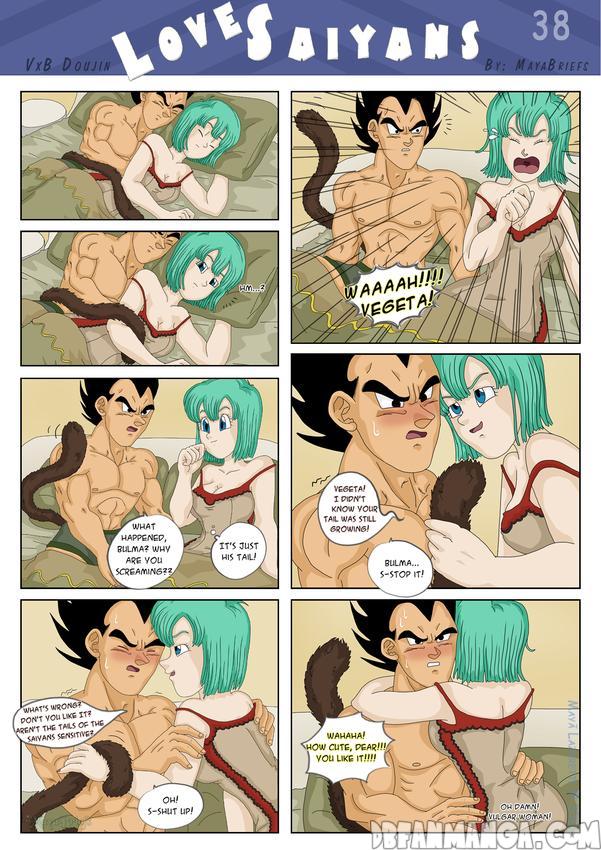 LOVE SAIYANS
38
VXB DOUJIN
BY: MAYABRIEFS
HM...?
WAAAAAH!!!!
VEGETA!
WHAT
HAPPENED,
BULMA? WHY
ARE YOU
SCREAMING??
IT'S JUST
HIS TAIL!
VEGETA!
I DIDN'T
KNOW YOUR
TAIL WAS STILL
GROWING!
BULMA...
S-STOP IT!
WHAT'S WRONG?
DON'T YOU LIKE IT?
AREN'T THE TAILS OF THE
SAIYANS SENSITIVE?
OH!
S-SHUT UP!
WAHAHA!
HOW CUTE, DEAR!!!
YOU LIKE IT!!!!
OH DAMN!
VULGAR WOMAN!
DBFANMANGA.COM